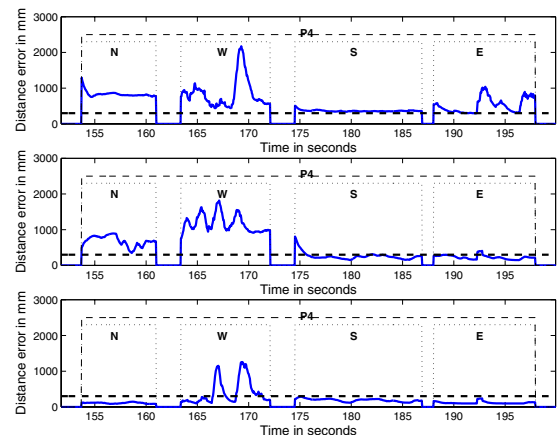 P4
3000
N
W
S
E
2000
1000
0
155 160 165 170 175 180 185 190 195
Time in seconds
Distance error in mm
P4
3000
N
W
S
E
2000
1000
0
155 160 165 170 175 180 185 190 195
Time in seconds
Distance error in mm
P4
3000
N
W
S
E
2000
1000
0
155 160 165 170 175 180 185 190 195
Time in seconds
Distance error in mm